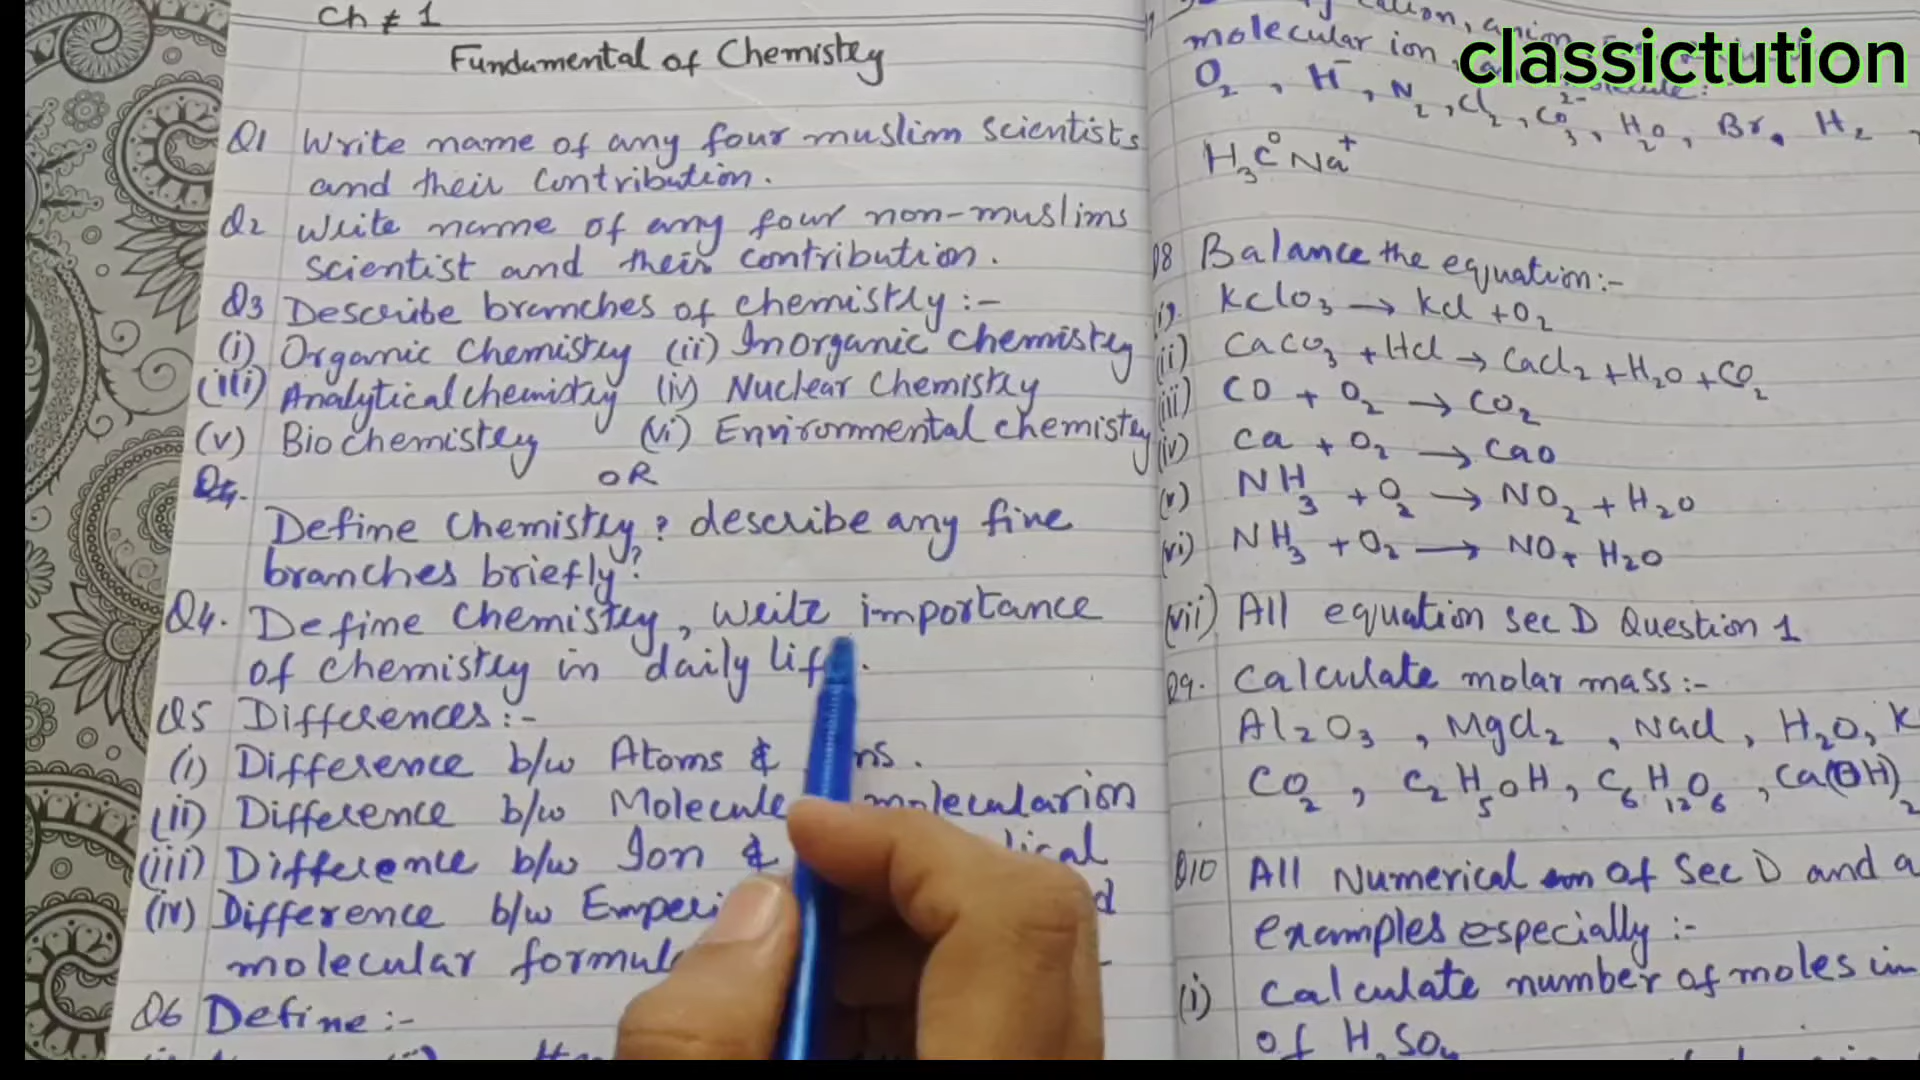 Ch # 1
Fundamental of Chemistry
Q1 Write name of any four muslim scientists
and their contribution.
Q2 Write name of any four non-muslims
scientist and their contribution.
Q3 Describe branches of chemistry:-
(i) Organic Chemistry (ii) Inorganic chemistry
(iii) Analytical chemistry (iv) Nuclear Chemistry
(v) Bio chemistry (vi) Environmental chemistry
OR
Define Chemistry? describe any five
branches briefly?
Q4. Define Chemistry, write importance
of chemistry in daily lif
Q5 Differences:-
(i) Difference b/w Atoms & ns.
(ii) Difference b/w Molecule molecularion
(iii) Difference b/w Ion & ical
(iv) Difference b/w Emperi d
molecular formul
Q6 Define:-
classictution
molecular ion
O₂, H⁻, N₂, Cl₂, CO₃²⁻, H₂O, Br, H₂
H₃C⁰ Na⁺
Q8 Balance the equation:-
(i) KClO₃ → KCl + O₂
(ii) CaCO₃ + HCl → CaCl₂ + H₂O + CO₂
(iii) CO + O₂ → CO₂
(iv) Ca + O₂ → CaO
(v) NH₃ + O₂ → NO₂ + H₂O
(vi) NH₃ + O₂ → NO + H₂O
(vii) All equation sec D Question 1
Q9. Calculate molar mass:-
Al₂O₃, MgCl₂, NaCl, H₂O, K
CO₂, C₂H₅OH, C₆H₁₂O₆, Ca(OH)₂
Q10 All Numerical of Sec D and a
examples especially:-
(i) Calculate number of moles in
of H₂SO₄